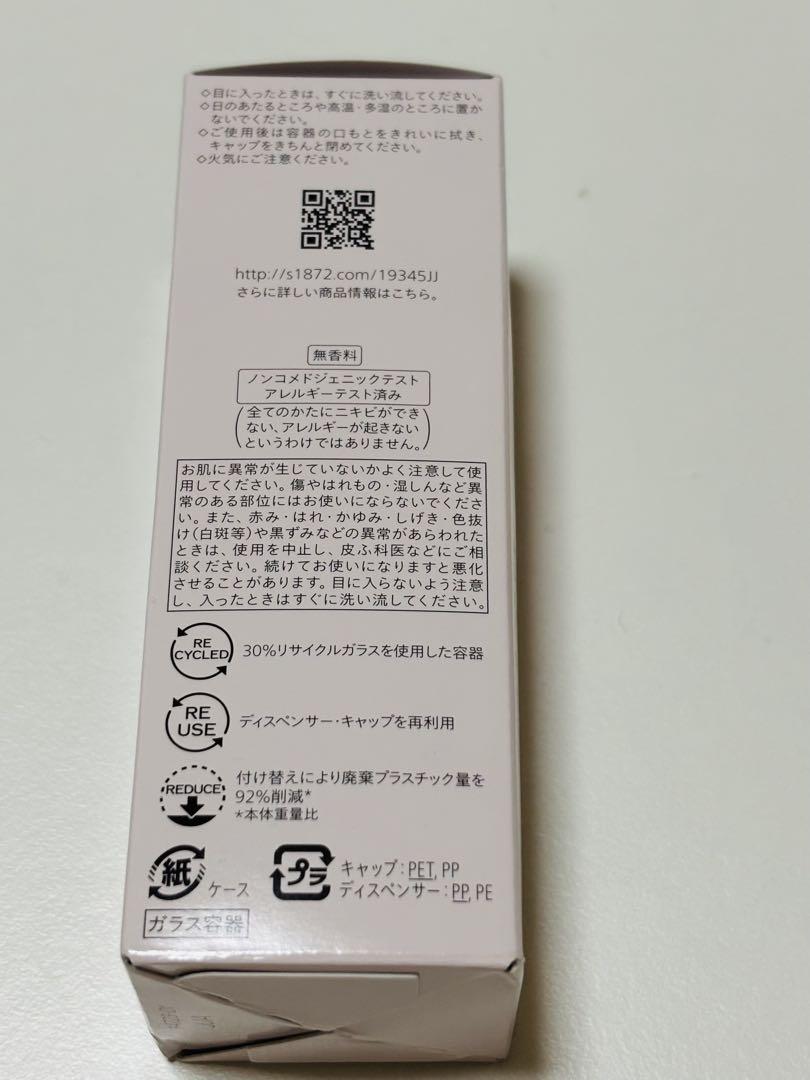 ◇目に入ったときは、すぐに洗い流してください。
◇日のあたるところや高温・多湿のところに置か
ないでください。
◇ご使用後は容器の口もとをきれいに拭き、
キャップをきちんと閉めてください。
◇火気にご注意ください。
http://s1872.com/19345JJ
さらに詳しい商品情報はこちら。
無香料
ノンコメドジェニックテスト
アレルギーテスト済み
(全てのかたにニキビができ
ない、アレルギーが起きない
というわけではありません。)
お肌に異常が生じていないかよく注意して使
用してください。傷やはれもの・湿しんなど異
常のある部位にはお使いにならないでくださ
い。また、赤み・はれ・かゆみ・しげき・色抜
け(白斑等)や黒ずみなどの異常があらわれた
ときは、使用を中止し、皮ふ科医などにご相
談ください。続けてお使いになりますと悪化
させることがあります。目に入らないよう注意
し、入ったときはすぐに洗い流してください。
RE
CYCLED
30%リサイクルガラスを使用した容器
RE
USE
ディスペンサー・キャップを再利用
REDUCE
付け替えにより廃棄プラスチック量を
92%削減*
*本体重量比
紙
ケース
プラ
キャップ:PET, PP
ディスペンサー:PP, PE
ガラス容器